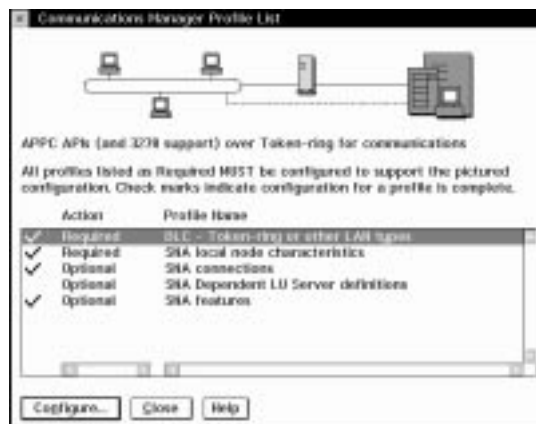 Communications Manager Profile List
APPC APIs (and 3270 support) over Token-ring for communications
All profiles listed as Required MUST be configured to support the pictured
configuration. Check marks indicate configuration for a profile is complete.
Action Profile Name
Required DLC - Token-ring or other LAN types
Required SNA local node characteristics
Optional SNA connections
Optional SNA Dependent LU Server definitions
Optional SNA features
Configure... Close Help